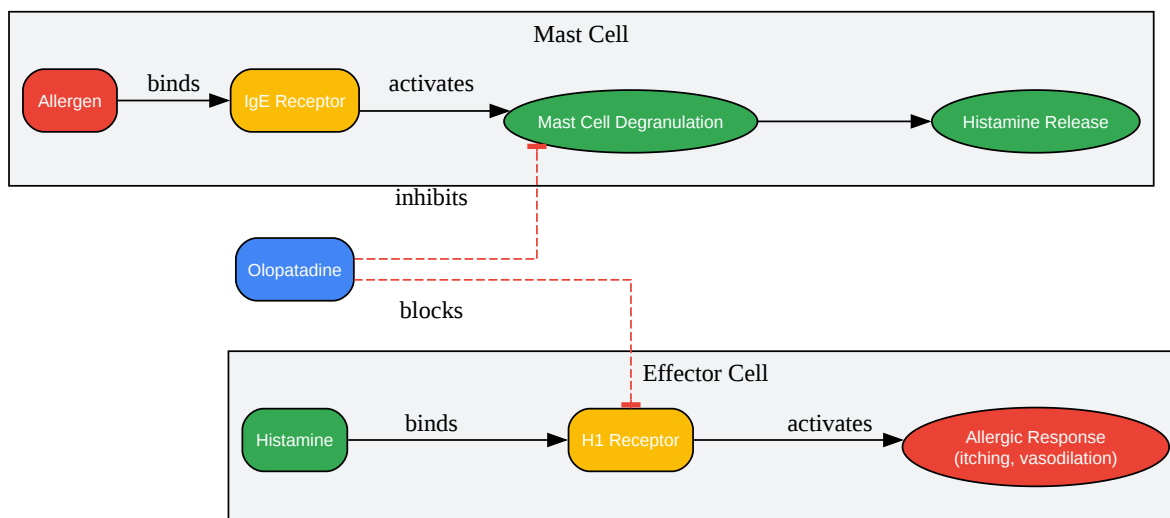 Mast Cell
Allergen
binds
IgE Receptor
activates
Mast Cell Degranulation
Histamine Release
inhibits
Olopatadine
blocks
Effector Cell
Histamine
binds
H1 Receptor
activates
Allergic Response
(itching, vasodilation)